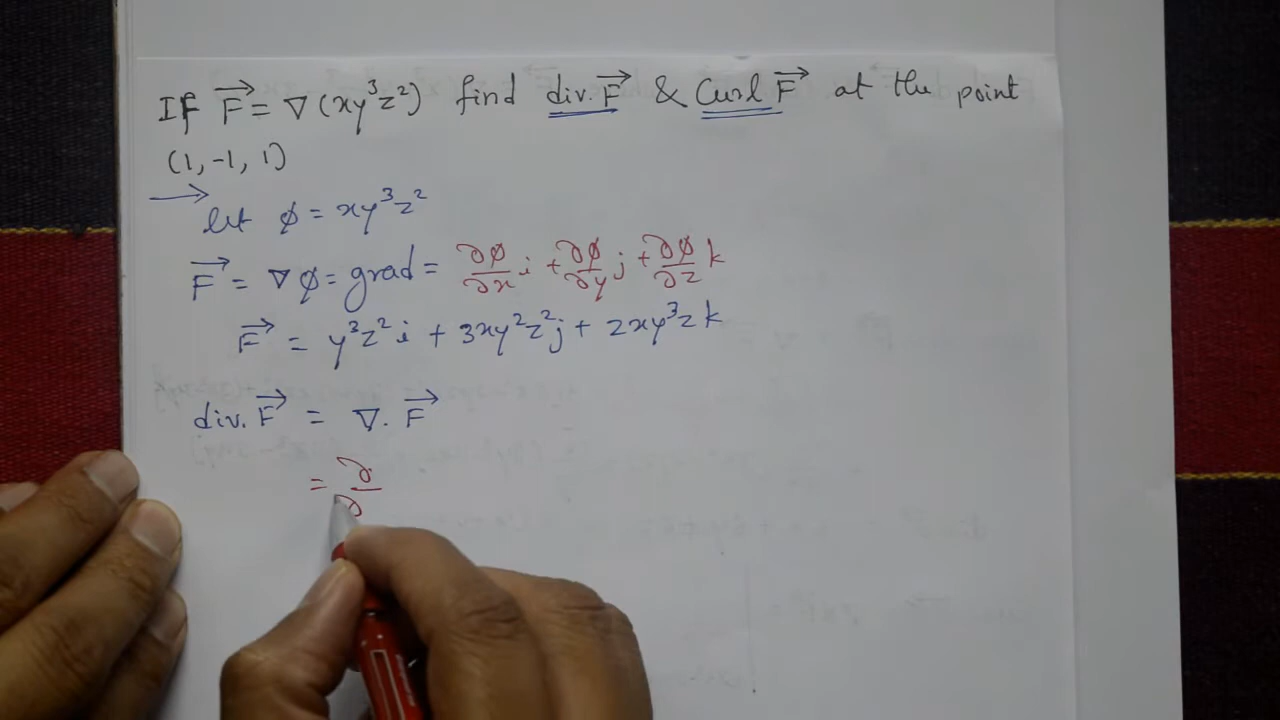 If F⃗ = ∇(xy³z²) find div.F⃗ & Curl F⃗ at the point
(1, -1, 1)
→ let ϕ = xy³z²
F⃗ = ∇ϕ = grad = ∂ϕ/∂x i + ∂ϕ/∂y j + ∂ϕ/∂z k
F⃗ = y³z² i + 3xy²z² j + 2xy³z k
div.F⃗ = ∇.F⃗
= ∂/∂